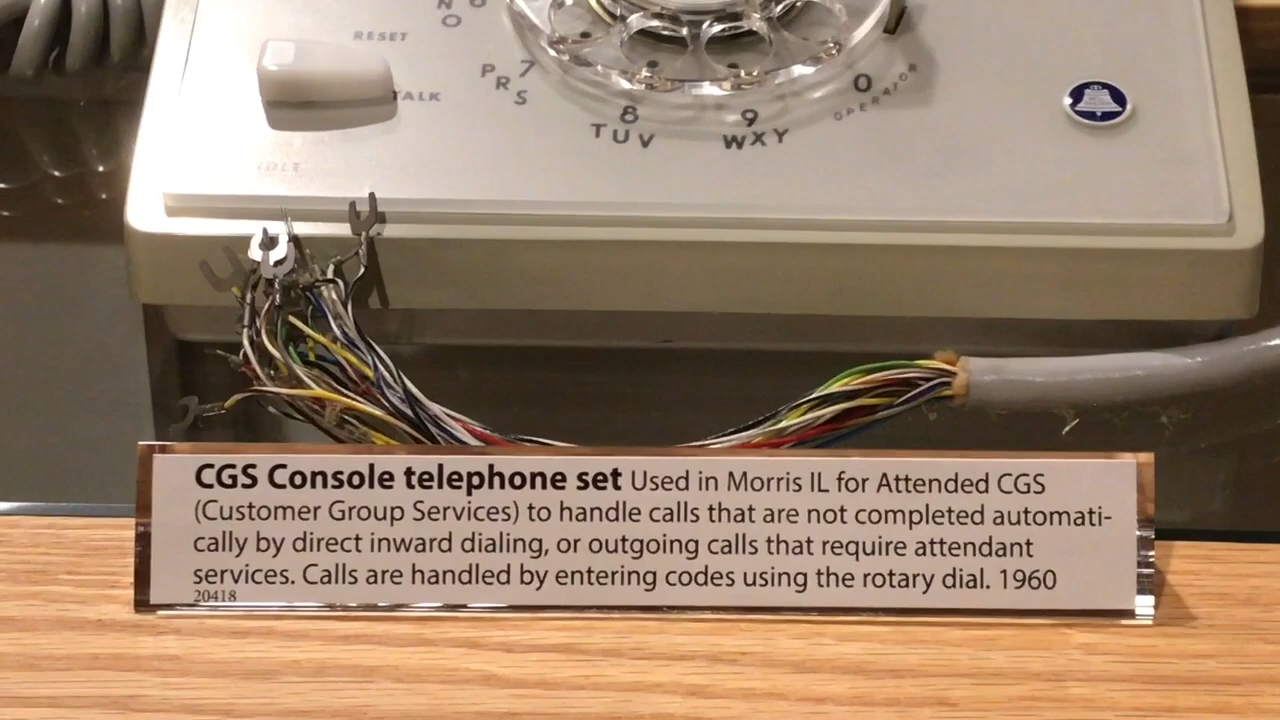 RESET
TALK
IDLE
N
O
6
P
R
S
7
8
TUV
9
WXY
0
OPERATOR
CGS Console telephone set Used in Morris IL for Attended CGS
(Customer Group Services) to handle calls that are not completed automati-
cally by direct inward dialing, or outgoing calls that require attendant
services. Calls are handled by entering codes using the rotary dial. 1960
20418